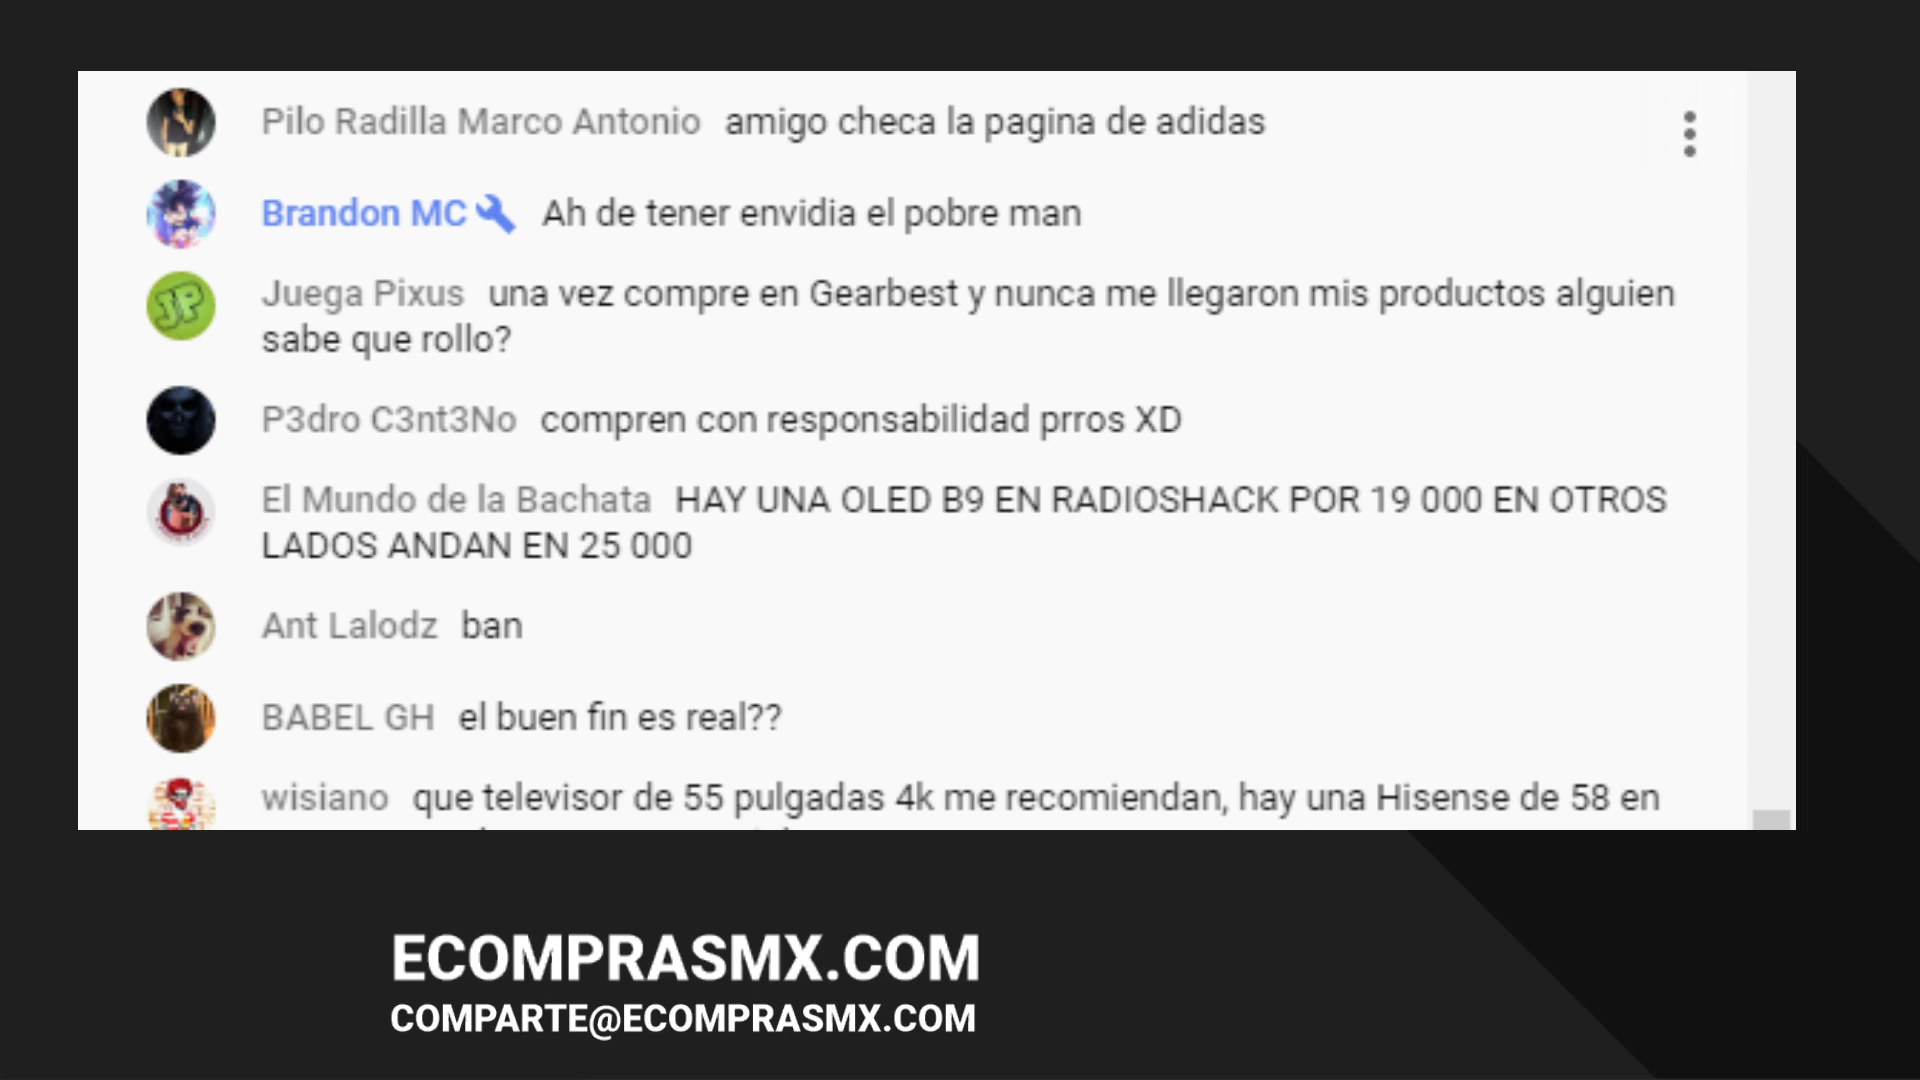 Pilo Radilla Marco Antonio amigo checa la pagina de adidas
Brandon MC Ah de tener envidia el pobre man
JP
Juega Pixus una vez compre en Gearbest y nunca me llegaron mis productos alguien
sabe que rollo?
P3dro C3nt3No compren con responsabilidad prros XD
El Mundo de la Bachata HAY UNA OLED B9 EN RADIOSHACK POR 19 000 EN OTROS
LADOS ANDAN EN 25 000
Ant Lalodz ban
BABEL GH el buen fin es real??
wisiano que televisor de 55 pulgadas 4k me recomiendan, hay una Hisense de 58 en
ECOMPRASMX.COM
COMPARTE@ECOMPRASMX.COM